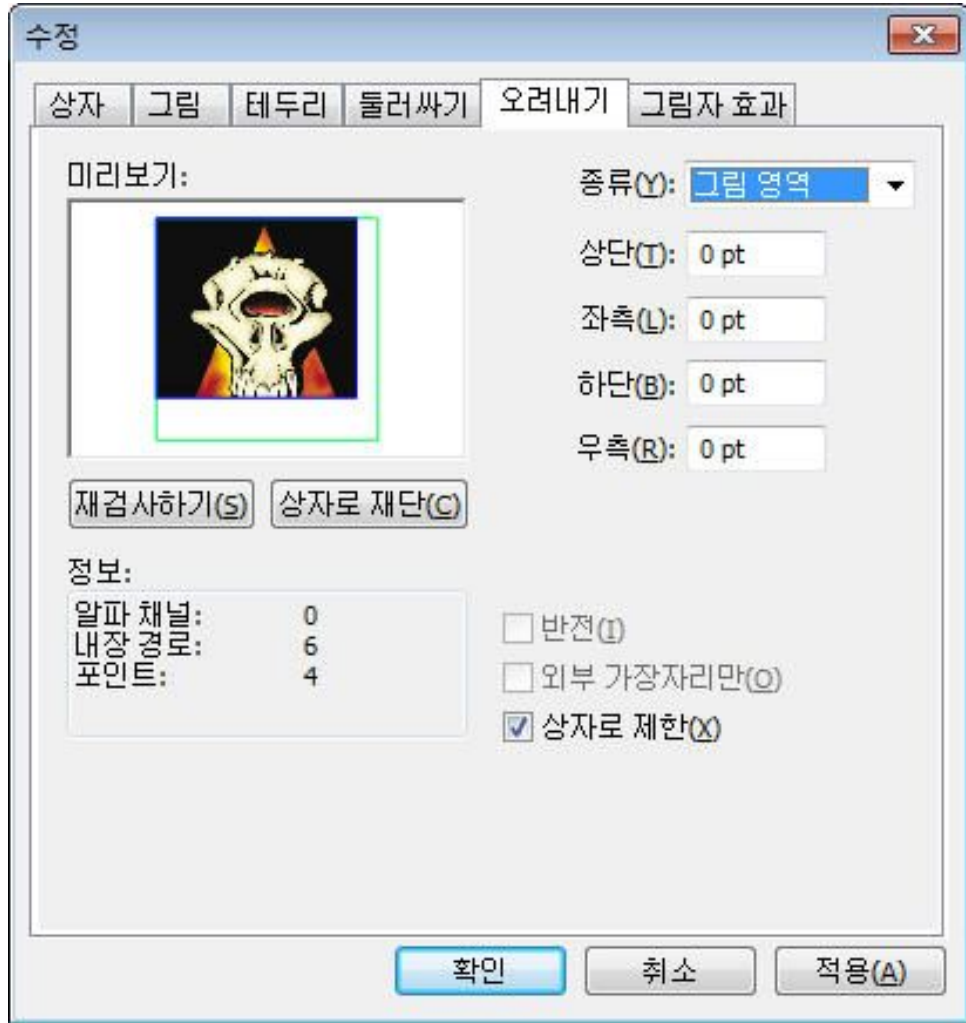 수정
상자 그림 테두리 둘러싸기 오려내기 그림자 효과
미리보기:
종류(Y): 그림 영역
상단(T): 0 pt
좌측(L): 0 pt
하단(B): 0 pt
우측(R): 0 pt
재검사하기(S) 상자로 재단(C)
정보:
알파 채널: 0
내장 경로: 6
포인트: 4
반전(I)
외부 가장자리만(O)
상자로 제한(X)
확인 취소 적용(A)